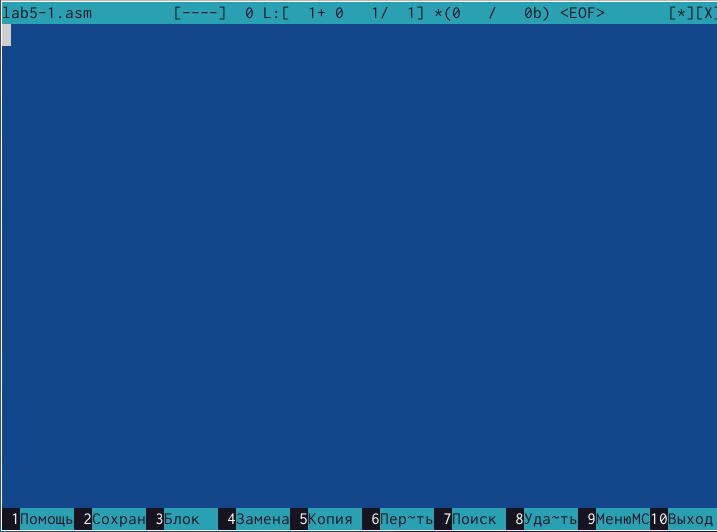 lab5-1.asm [----] 0 L:[ 1+ 0 1/ 1] *(0 / 0b) <EOF> [*][X]
1Помощь 2Сохран 3Блок 4Замена 5Копия 6Пер~ть 7Поиск 8Уда~ть 9МенюMC 10Выход